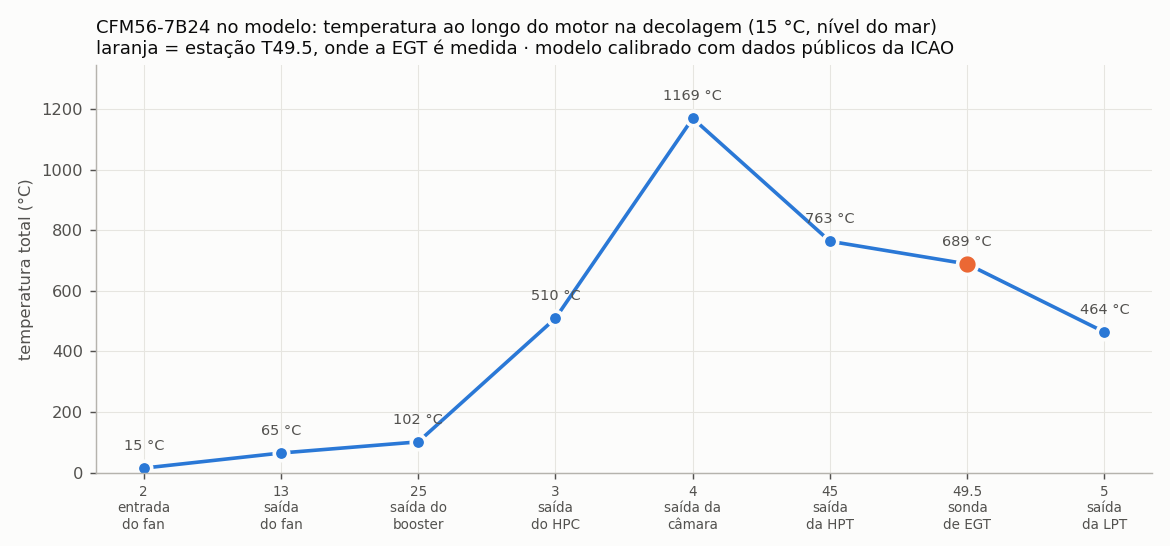 CFM56-7B24 no modelo: temperatura ao longo do motor na decolagem (15 °C, nível do mar)
laranja = estação T49.5, onde a EGT é medida · modelo calibrado com dados públicos da ICAO
temperatura total (°C)
1200
1000
800
600
400
200
0
15 °C
65 °C
102 °C
510 °C
1169 °C
763 °C
689 °C
464 °C
2
entrada
do fan
13
saída
do fan
25
saída do
booster
3
saída
do HPC
4
saída da
câmara
45
saída
da HPT
49.5
sonda
de EGT
5
saída
da LPT